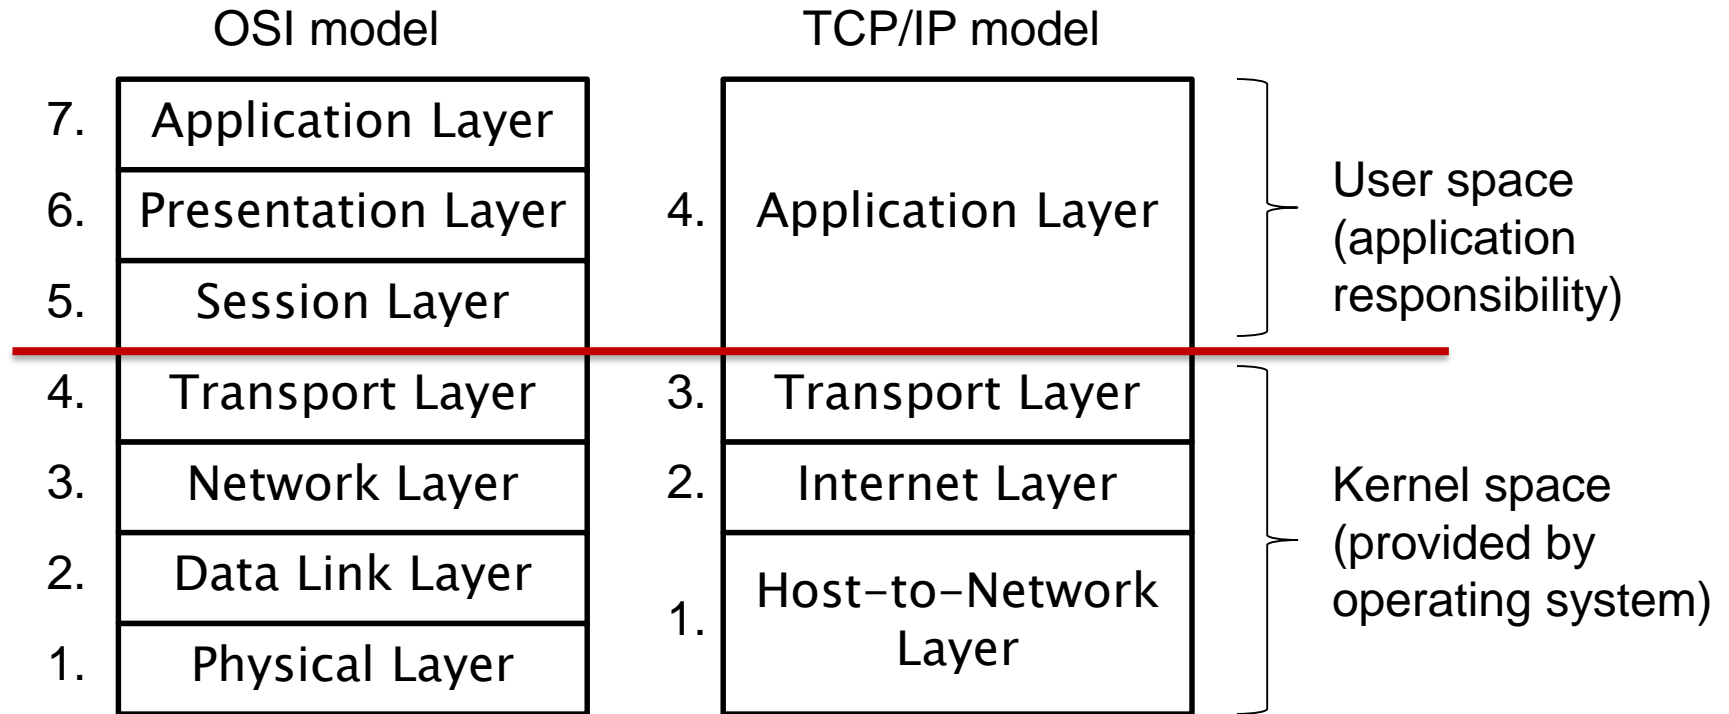 OSI model
TCP/IP model
7. Application Layer
6. Presentation Layer
5. Session Layer
4. Transport Layer
3. Network Layer
2. Data Link Layer
1. Physical Layer
4. Application Layer
3. Transport Layer
2. Internet Layer
1. Host-to-Network
Layer
User space
(application
responsibility)
Kernel space
(provided by
operating system)